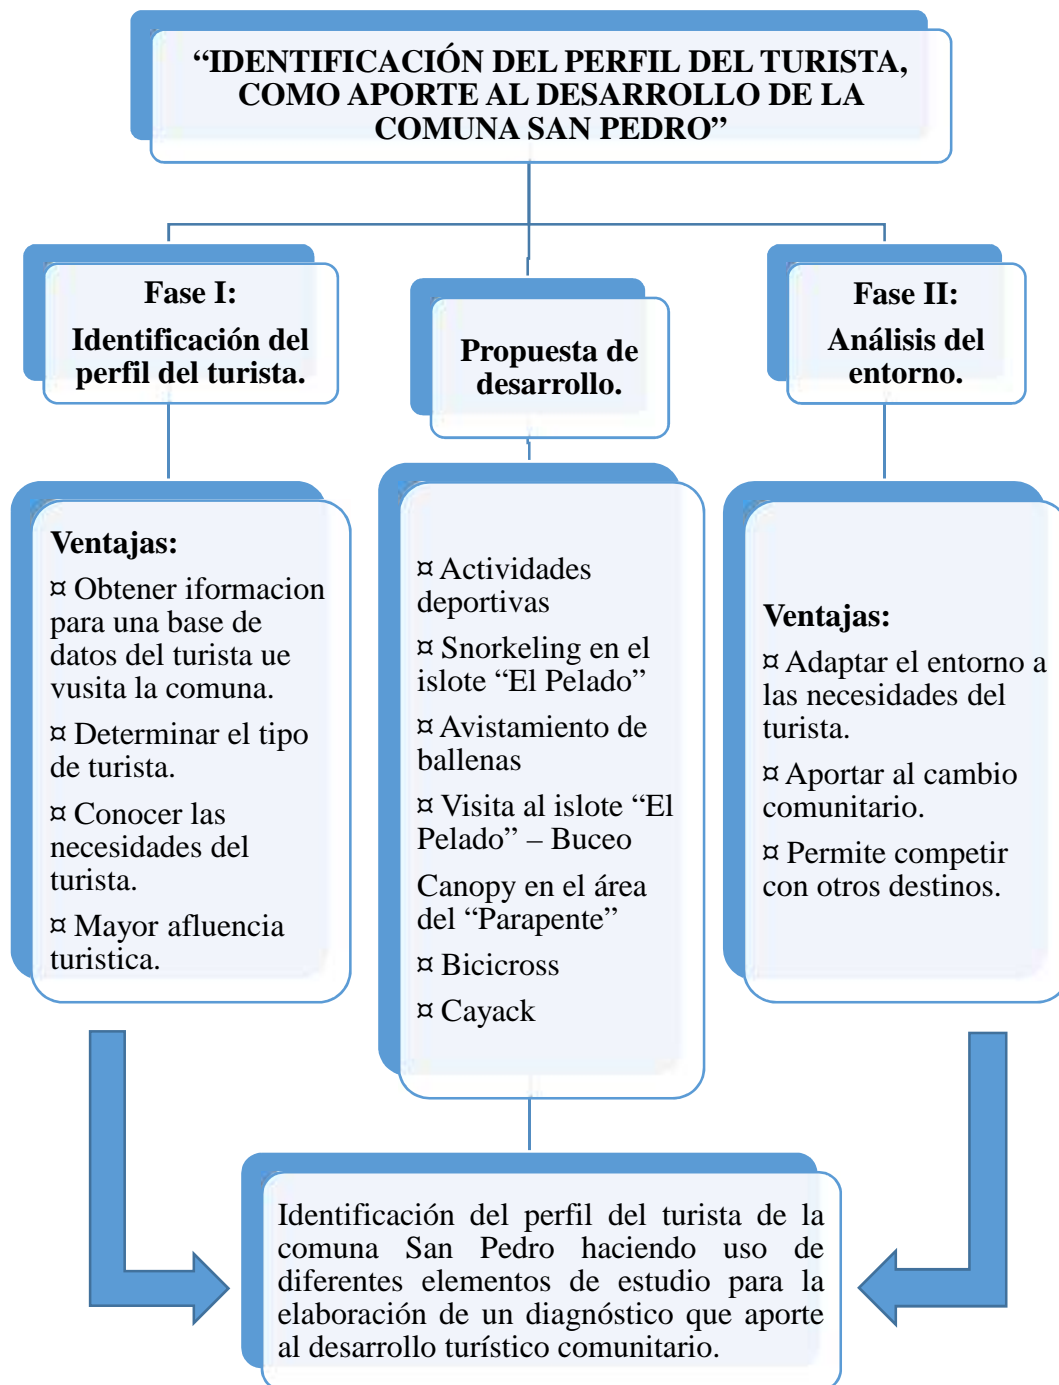 “IDENTIFICACIÓN DEL PERFIL DEL TURISTA,
COMO APORTE AL DESARROLLO DE LA
COMUNA SAN PEDRO”
Fase I:
Identificación del
perfil del turista.
Propuesta de
desarrollo.
Fase II:
Análisis del
entorno.
Ventajas:
¤ Obtener iformacion
para una base de
datos del turista ue
vusita la comuna.
¤ Determinar el tipo
de turista.
¤ Conocer las
necesidades del
turista.
¤ Mayor afluencia
turistica.
¤ Actividades
deportivas
¤ Snorkeling en el
islote “El Pelado”
¤ Avistamiento de
ballenas
¤ Visita al islote “El
Pelado” – Buceo
Canopy en el área
del “Parapente”
¤ Bicicross
¤ Cayack
Ventajas:
¤ Adaptar el entorno a
las necesidades del
turista.
¤ Aportar al cambio
comunitario.
¤ Permite competir
con otros destinos.
Identificación del perfil del turista de la
comuna San Pedro haciendo uso de
diferentes elementos de estudio para la
elaboración de un diagnóstico que aporte
al desarrollo turístico comunitario.